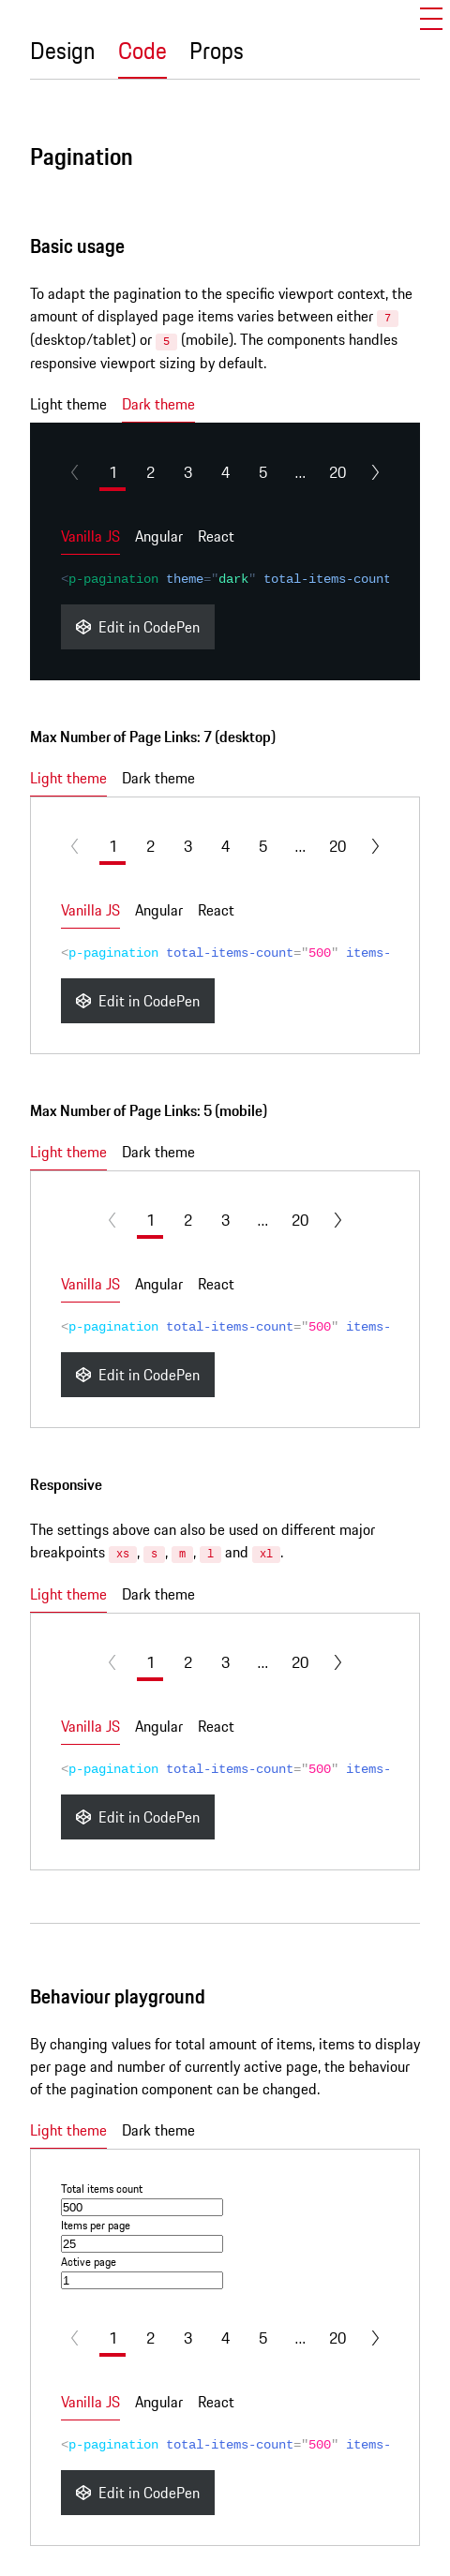 Design Code Props
Pagination
Basic usage
To adapt the pagination to the specific viewport context, the
amount of displayed page items varies between either 7
(desktop/tablet) or 5 (mobile). The components handles
responsive viewport sizing by default.
Light theme Dark theme
1 2 3 4 5 ... 20
Vanilla JS Angular React
<p-pagination theme="dark" total-items-count
Edit in CodePen
Max Number of Page Links: 7 (desktop)
Light theme Dark theme
1 2 3 4 5 ... 20
Vanilla JS Angular React
<p-pagination total-items-count="500" items-
Edit in CodePen
Max Number of Page Links: 5 (mobile)
Light theme Dark theme
1 2 3 ... 20
Vanilla JS Angular React
<p-pagination total-items-count="500" items-
Edit in CodePen
Responsive
The settings above can also be used on different major
breakpoints xs, s, m, l and xl.
Light theme Dark theme
1 2 3 ... 20
Vanilla JS Angular React
<p-pagination total-items-count="500" items-
Edit in CodePen
Behaviour playground
By changing values for total amount of items, items to display
per page and number of currently active page, the behaviour
of the pagination component can be changed.
Light theme Dark theme
Total items count
500
Items per page
25
Active page
1
1 2 3 4 5 ... 20
Vanilla JS Angular React
<p-pagination total-items-count="500" items-
Edit in CodePen